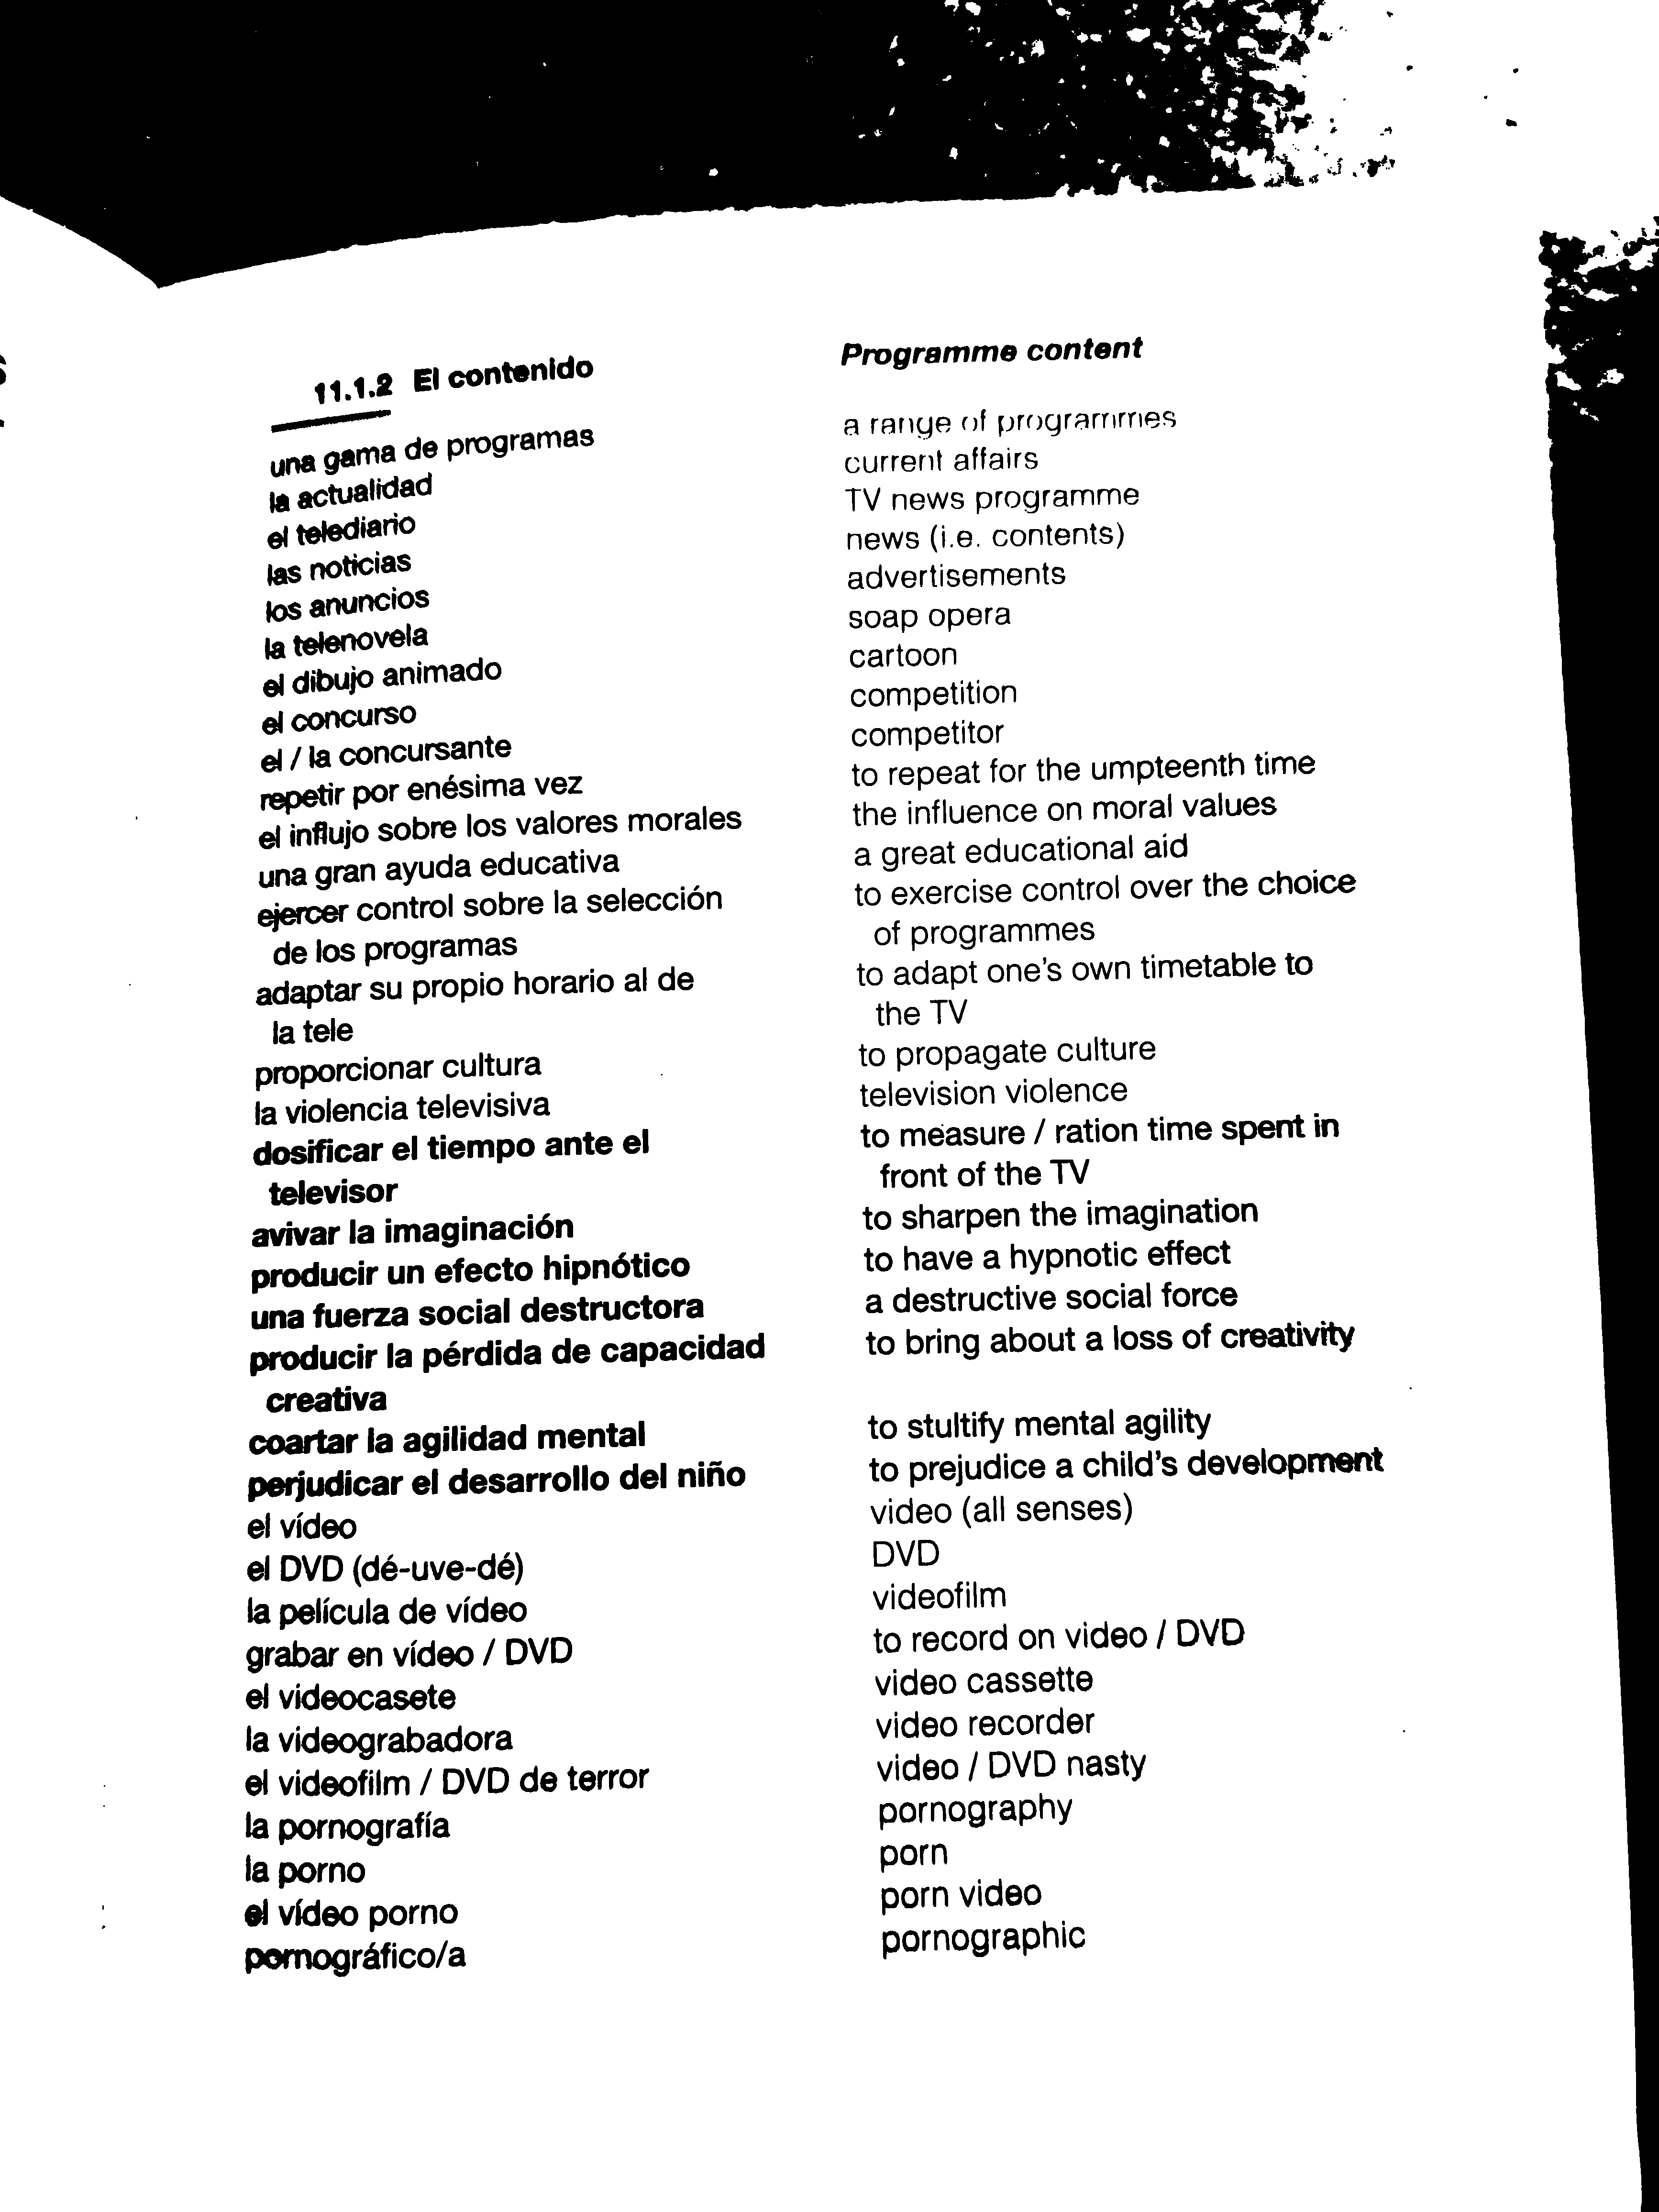 11.1.2 El contenido
Programme content
una gama de programas
a range of programmes
la actualidad
current affairs
el telediario
TV news programme
las noticias
news (i.e. contents)
los anuncios
advertisements
la telenovela
soap opera
el dibujo animado
cartoon
el concurso
competition
el / la concursante
competitor
repetir por enésima vez
to repeat for the umpteenth time
el influjo sobre los valores morales
the influence on moral values
una gran ayuda educativa
a great educational aid
ejercer control sobre la selección
de los programas
to exercise control over the choice
of programmes
adaptar su propio horario al de
la tele
to adapt one's own timetable to
the TV
proporcionar cultura
to propagate culture
la violencia televisiva
television violence
dosificar el tiempo ante el
televisor
to measure / ration time spent in
front of the TV
avivar la imaginación
to sharpen the imagination
producir un efecto hipnótico
to have a hypnotic effect
una fuerza social destructora
a destructive social force
producir la pérdida de capacidad
creativa
to bring about a loss of creativity
coartar la agilidad mental
to stultify mental agility
perjudicar el desarrollo del niño
to prejudice a child's development
el vídeo
video (all senses)
el DVD (dé-uve-dé)
DVD
la película de vídeo
videofilm
grabar en vídeo / DVD
to record on video / DVD
el videocasete
video cassette
la videograbadora
video recorder
el videofilm / DVD de terror
video / DVD nasty
la pornografía
pornography
la porno
porn
el vídeo porno
porn video
pornográfico/a
pornographic